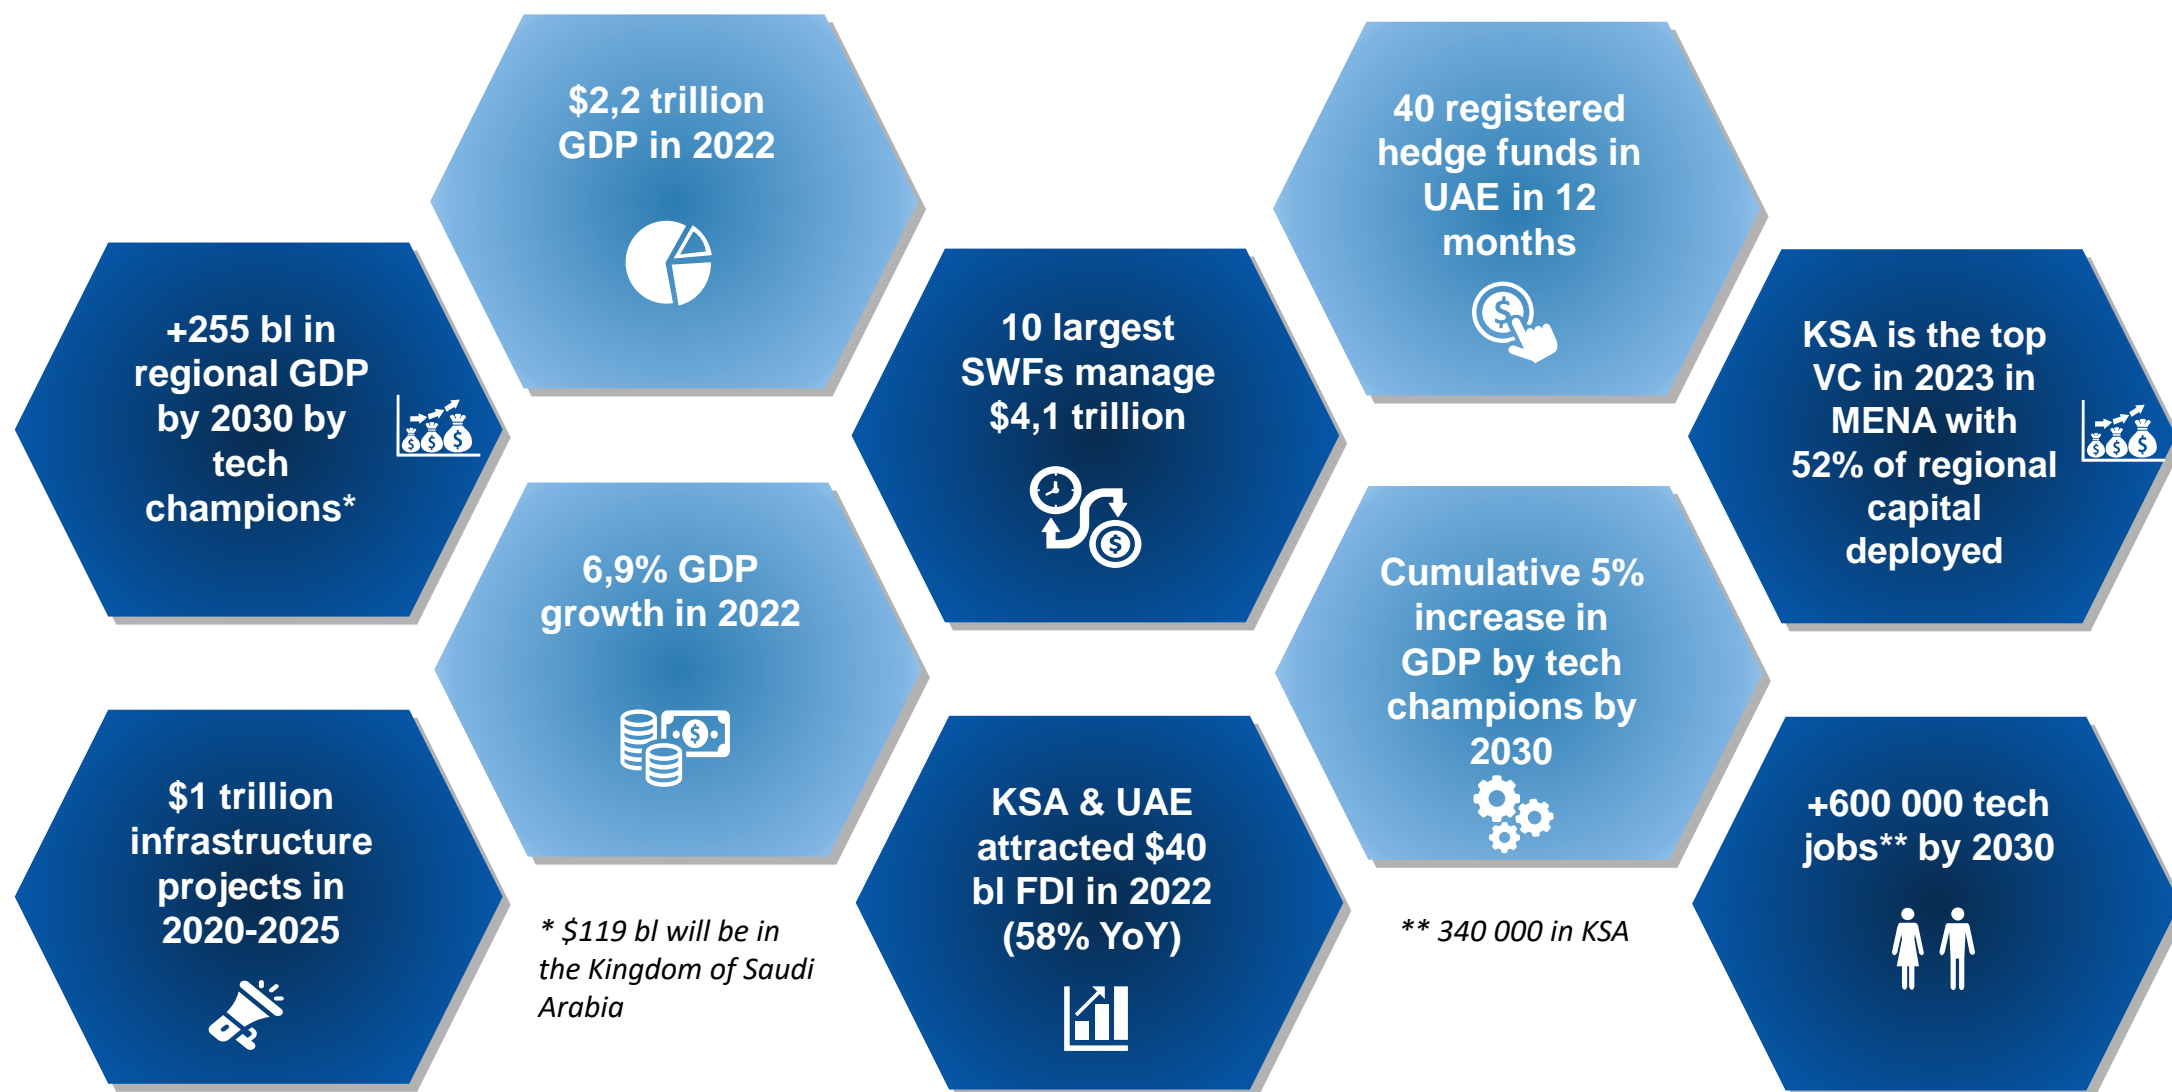 $2,2 trillion
GDP in 2022
40 registered
hedge funds in
UAE in 12
months
+255 bl in
regional GDP
by 2030 by
tech
champions*
10 largest
SWFs manage
$4,1 trillion
KSA is the top
VC in 2023 in
MENA with
52% of regional
capital
deployed
6,9% GDP
growth in 2022
Cumulative 5%
increase in
GDP by tech
champions by
2030
$1 trillion
infrastructure
projects in
2020-2025
* $119 bl will be in
the Kingdom of Saudi
Arabia
KSA & UAE
attracted $40
bl FDI in 2022
(58% YoY)
** 340 000 in KSA
+600 000 tech
jobs** by 2030